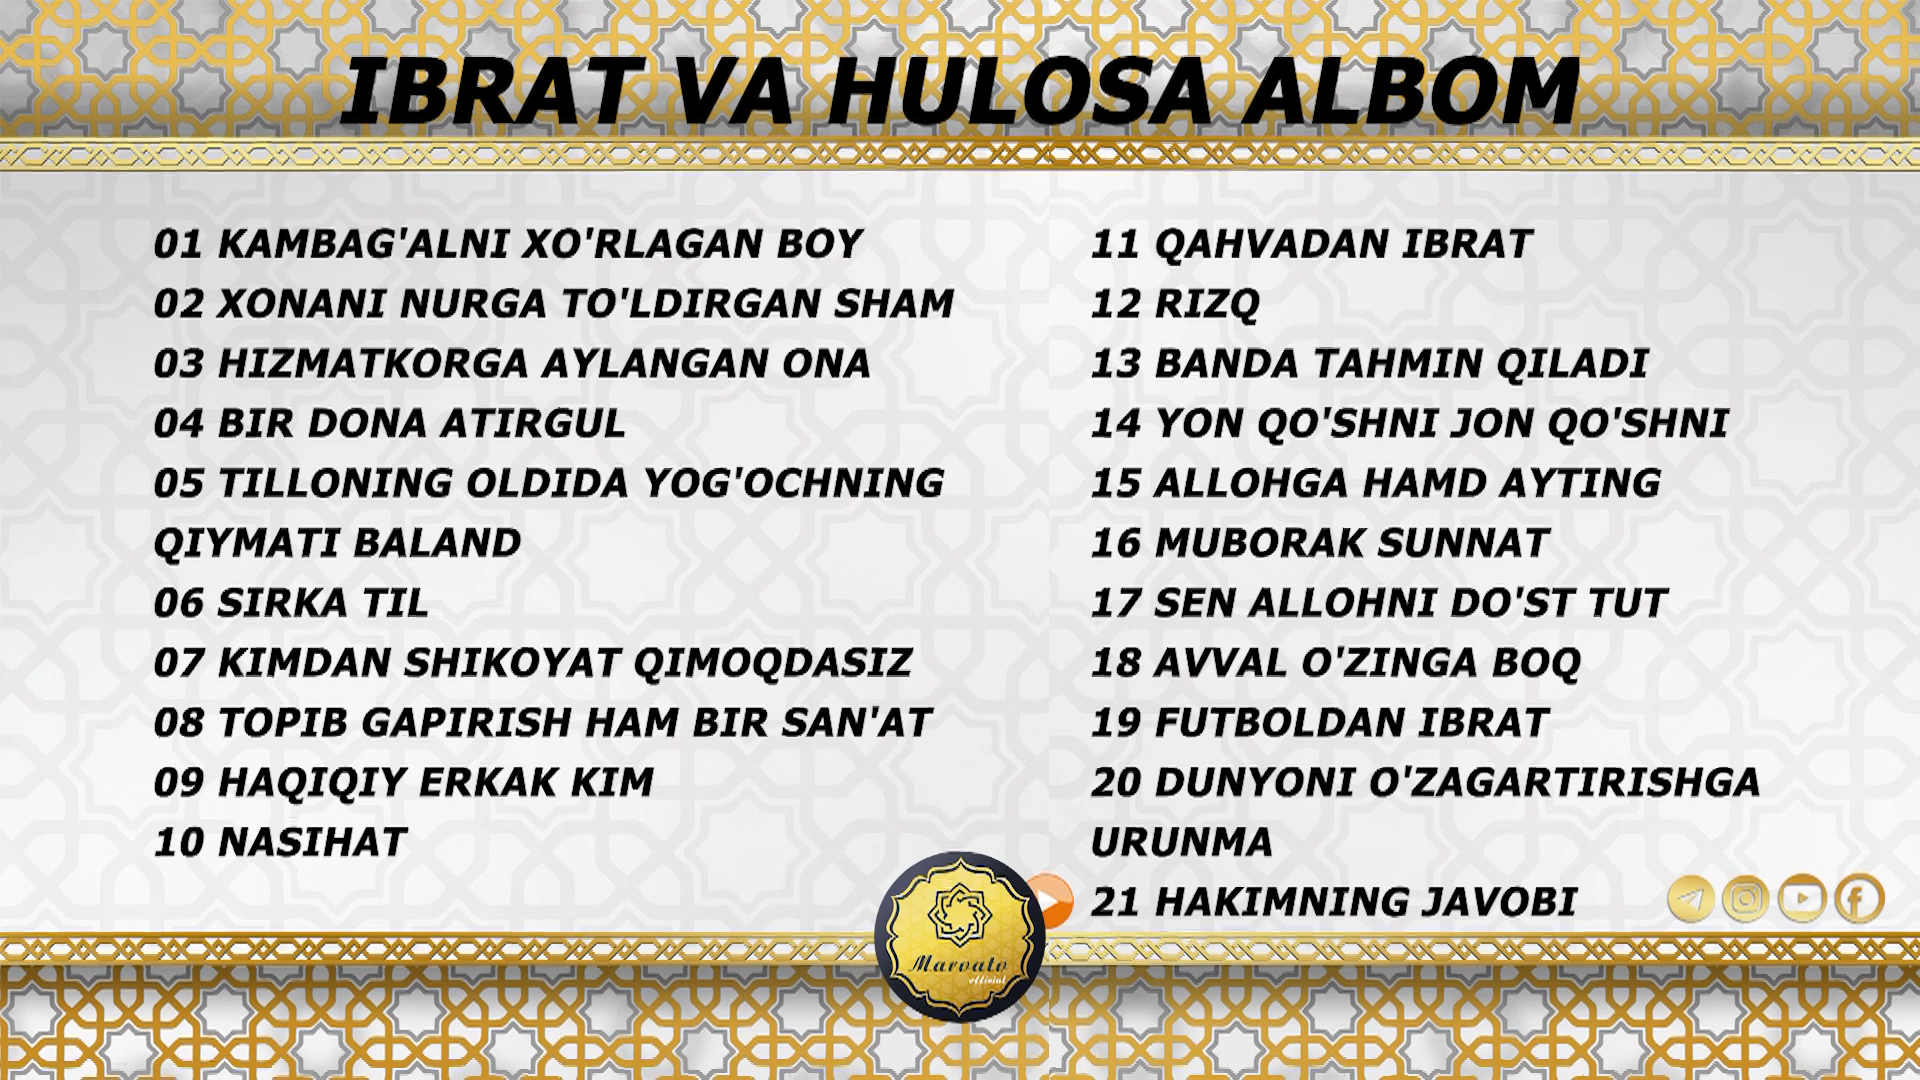 IBRAT VA HULOSA ALBOM
01 KAMBAG'ALNI XO'RLAGAN BOY
02 XONANI NURGA TO'LDIRGAN SHAM
03 HIZMATKORGA AYLANGAN ONA
04 BIR DONA ATIRGUL
05 TILLONING OLDIDA YOG'OCHNING
QIYMATI BALAND
06 SIRKA TIL
07 KIMDAN SHIKOYAT QIMOQDASIZ
08 TOPIB GAPIRISH HAM BIR SAN'AT
09 HAQIQIY ERKAK KIM
10 NASIHAT
11 QAHVADAN IBRAT
12 RIZQ
13 BANDA TAHMIN QILADI
14 YON QO'SHNI JON QO'SHNI
15 ALLOHGA HAMD AYTING
16 MUBORAK SUNNAT
17 SEN ALLOHNI DO'ST TUT
18 AVVAL O'ZINGA BOQ
19 FUTBOLDAN IBRAT
20 DUNYONI O'ZAGARTIRISHGA
URUNMA
21 HAKIMNING JAVOBI
Marvato
official